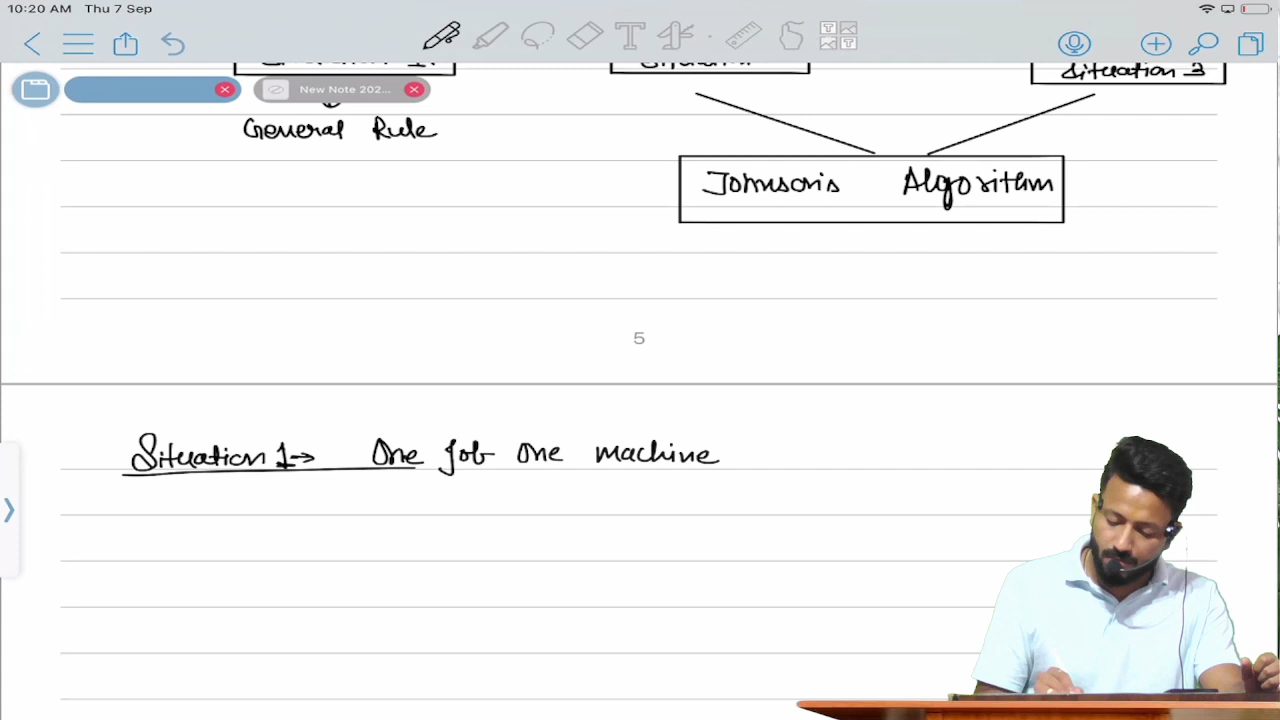 10:20 AM Thu 7 Sep
T
T
T
Situation 3
New Note 202...
General Rule
Johnson's Algorithm
5
Situation 1→ One Job One machine